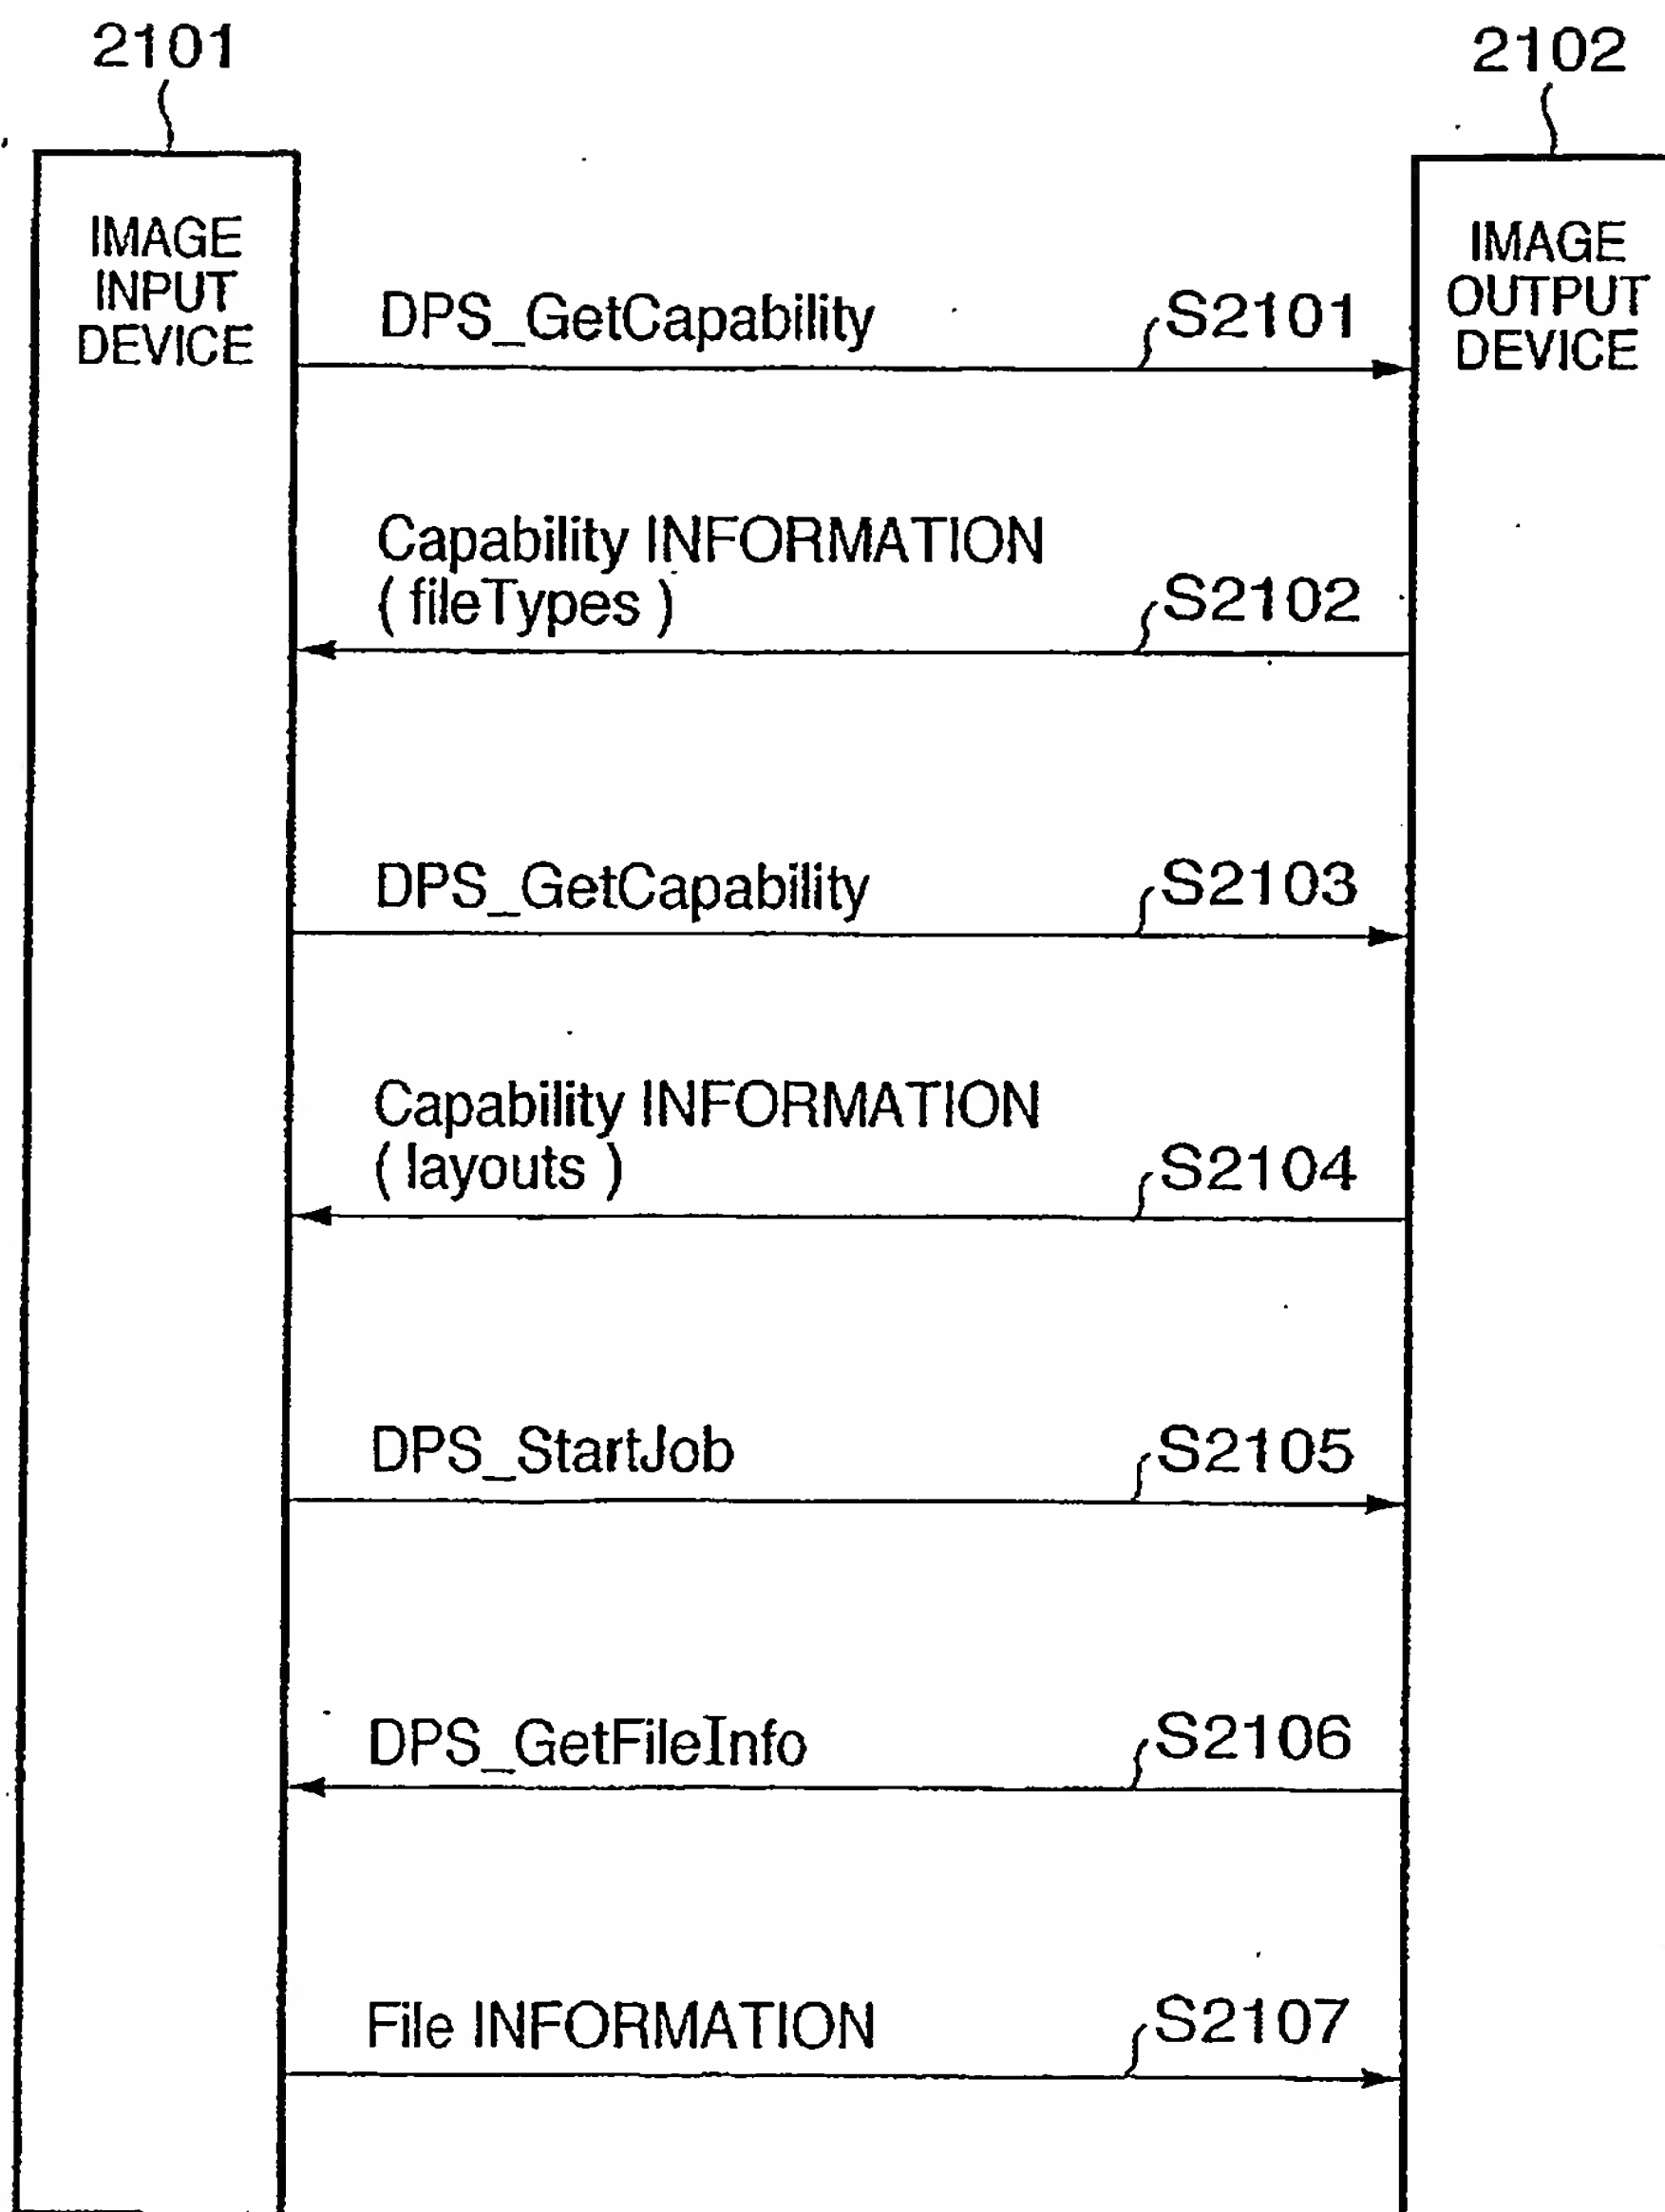 2101
2102
IMAGE
INPUT
DEVICE
IMAGE
OUTPUT
DEVICE
DPS_GetCapability
S2101
Capability INFORMATION
( fileTypes )
S2102
DPS_GetCapability
S2103
Capability INFORMATION
( layouts )
S2104
DPS_StartJob
S2105
DPS_GetFileInfo
S2106
File INFORMATION
S2107